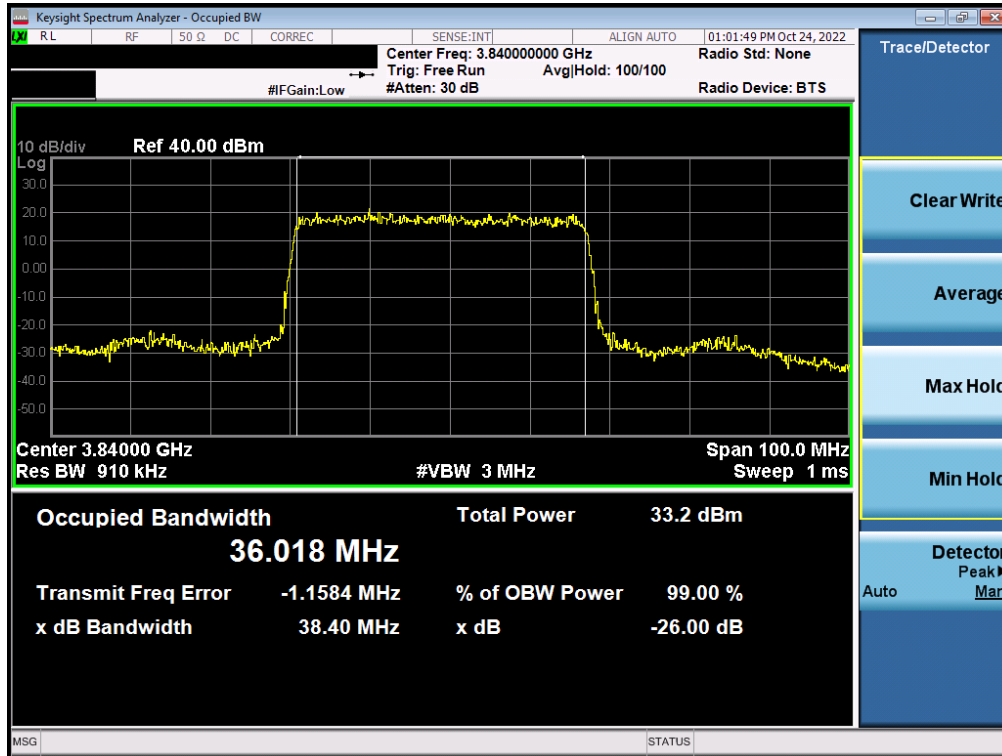 Keysight Spectrum Analyzer - Occupied BW
LXI RL RF 50 Ω DC CORREC SENSE:INT ALIGN AUTO 01:01:49 PM Oct 24, 2022
Center Freq: 3.840000000 GHz Radio Std: None
Trig: Free Run Avg|Hold: 100/100
#IFGain:Low #Atten: 30 dB Radio Device: BTS
Trace/Detector
10 dB/div Ref 40.00 dBm
Log
30.0
20.0
10.0
0.00
-10.0
-20.0
-30.0
-40.0
-50.0
Center 3.84000 GHz Span 100.0 MHz
Res BW 910 kHz #VBW 3 MHz Sweep 1 ms
Occupied Bandwidth Total Power 33.2 dBm
36.018 MHz
Transmit Freq Error -1.1584 MHz % of OBW Power 99.00 %
x dB Bandwidth 38.40 MHz x dB -26.00 dB
Clear Write
Average
Max Hold
Min Hold
Detector
Peak
Auto Man
MSG STATUS